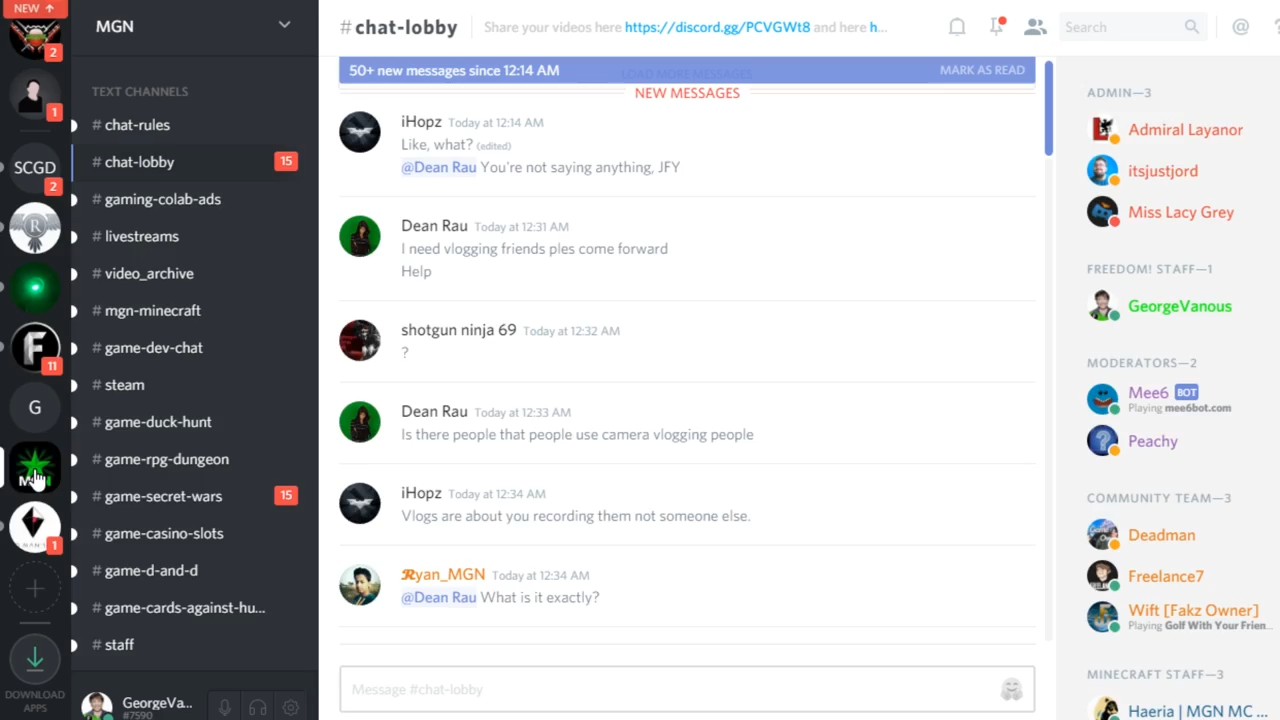 NEW ↑
2
1
SCGD
2
R
F
11
G
1
DOWNLOAD
APPS
MGN
TEXT CHANNELS
# chat-rules
# chat-lobby 15
# gaming-colab-ads
# livestreams
# video_archive
# mgn-minecraft
# game-dev-chat
# steam
# game-duck-hunt
# game-rpg-dungeon
# game-secret-wars 15
# game-casino-slots
# game-d-and-d
# game-cards-against-hu...
# staff
GeorgeVa...
#7590
# chat-lobby Share your videos here https://discord.gg/PCVGWt8 and here h...
Search
@ ?
50+ new messages since 12:14 AM LOAD MORE MESSAGES MARK AS READ
NEW MESSAGES
iHopz Today at 12:14 AM
Like, what? (edited)
@Dean Rau You're not saying anything, JFY
Dean Rau Today at 12:31 AM
I need vlogging friends ples come forward
Help
shotgun ninja 69 Today at 12:32 AM
?
Dean Rau Today at 12:33 AM
Is there people that people use camera vlogging people
iHopz Today at 12:34 AM
Vlogs are about you recording them not someone else.
𝓡yan_MGN Today at 12:34 AM
@Dean Rau What is it exactly?
Message #chat-lobby
ADMIN—3
Admiral Layanor
itsjustjord
Miss Lacy Grey
FREEDOM! STAFF—1
GeorgeVanous
MODERATORS—2
Mee6 BOT
Playing mee6bot.com
Peachy
COMMUNITY TEAM—3
Deadman
Freelance7
Wift [Fakz Owner]
Playing Golf With Your Frien...
MINECRAFT STAFF—3
Haeria | MGN MC ...